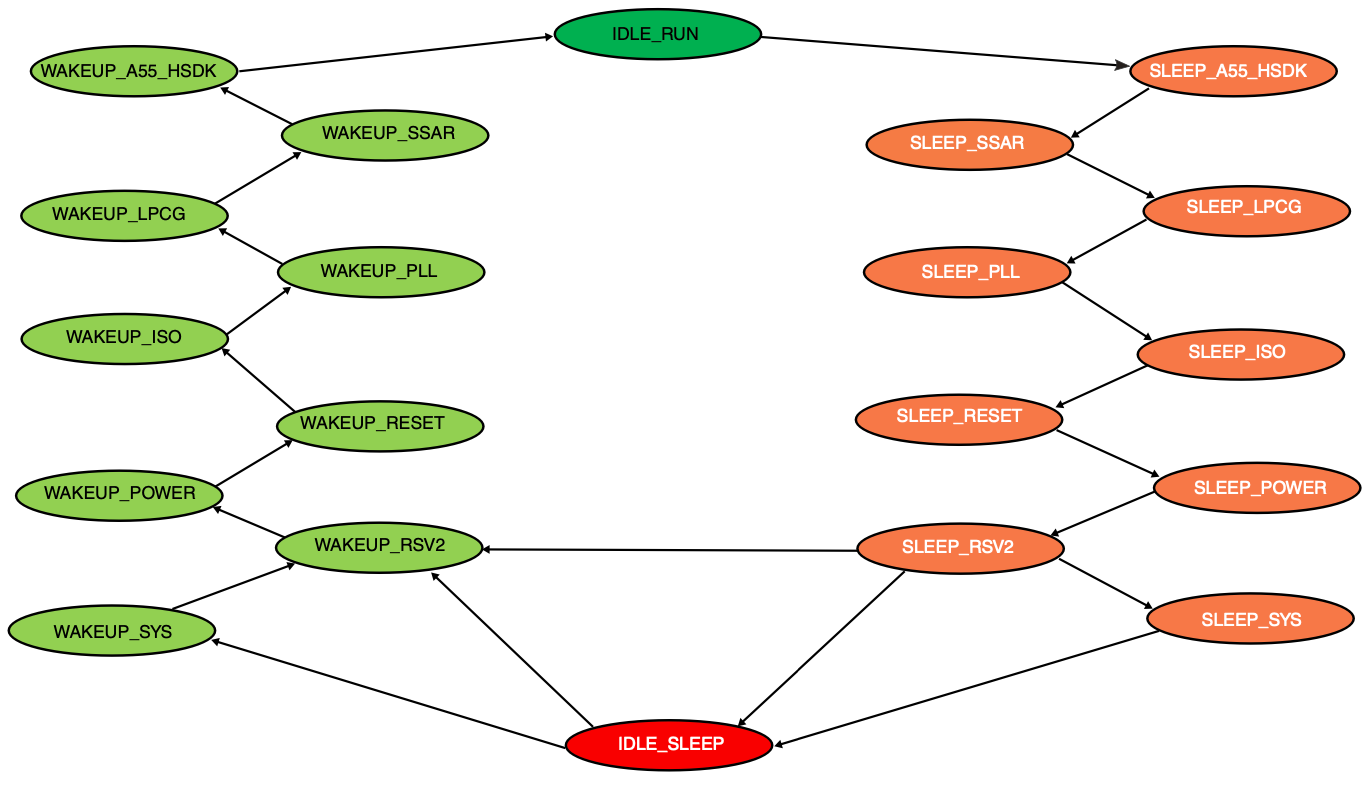 IDLE_RUN
WAKEUP_A55_HSDK
SLEEP_A55_HSDK
WAKEUP_SSAR
SLEEP_SSAR
WAKEUP_LPCG
SLEEP_LPCG
WAKEUP_PLL
SLEEP_PLL
WAKEUP_ISO
SLEEP_ISO
WAKEUP_RESET
SLEEP_RESET
WAKEUP_POWER
SLEEP_POWER
WAKEUP_RSV2
SLEEP_RSV2
WAKEUP_SYS
SLEEP_SYS
IDLE_SLEEP